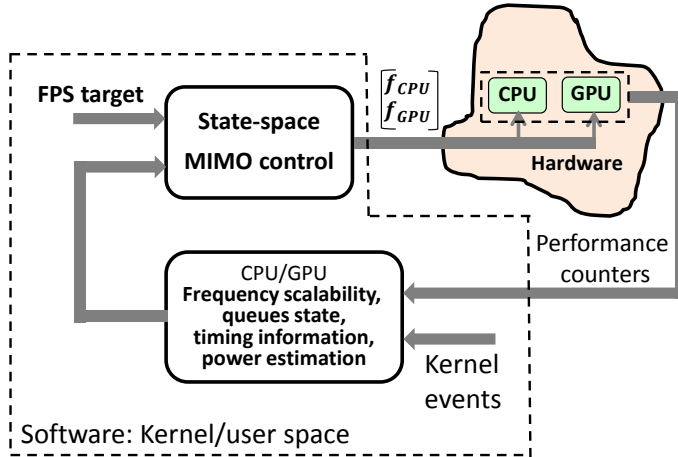 FPS target
State-space
MIMO control
f_CPU
f_GPU
CPU
GPU
Hardware
Performance
counters
CPU/GPU
Frequency scalability,
queues state,
timing information,
power estimation
Kernel
events
Software: Kernel/user space